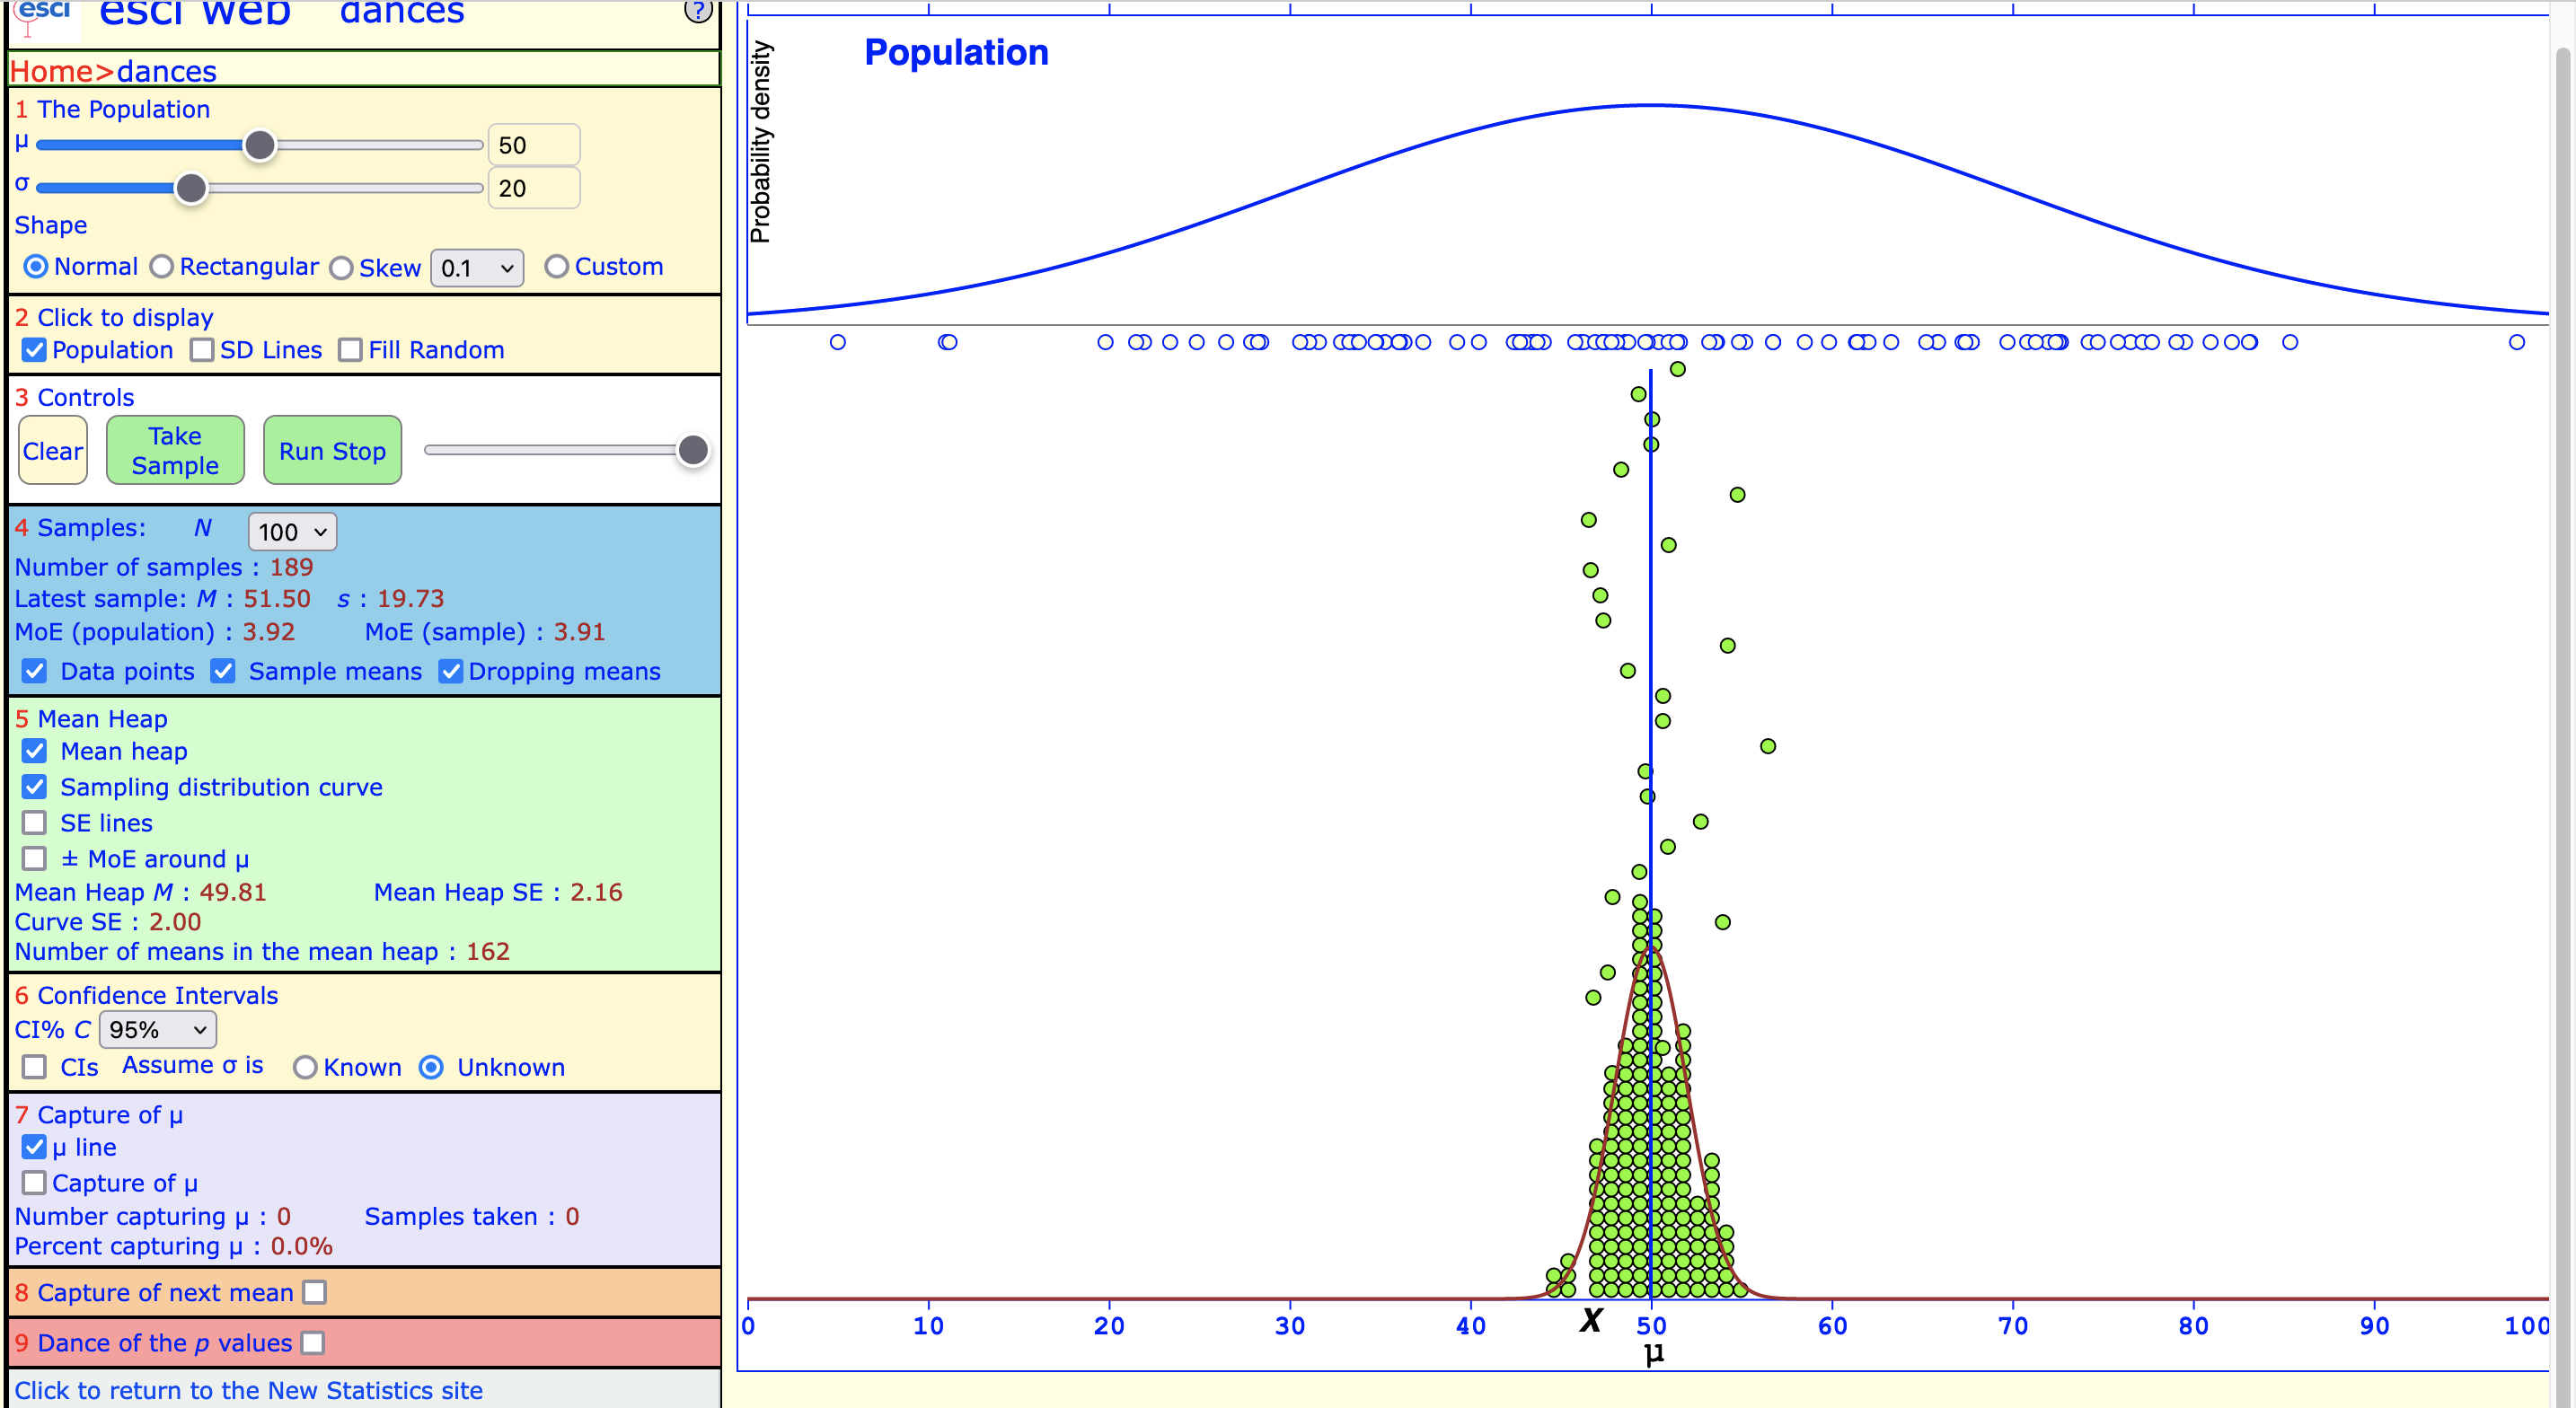 esci esci web dances ?
Home>dances
1 The Population
μ 50
σ 20
Shape
Normal Rectangular Skew 0.1 Custom
2 Click to display
Population SD Lines Fill Random
3 Controls
Clear Take Sample Run Stop
4 Samples: N 100
Number of samples : 189
Latest sample: M : 51.50 s : 19.73
MoE (population) : 3.92 MoE (sample) : 3.91
Data points Sample means Dropping means
5 Mean Heap
Mean heap
Sampling distribution curve
SE lines
± MoE around μ
Mean Heap M : 49.81 Mean Heap SE : 2.16
Curve SE : 2.00
Number of means in the mean heap : 162
6 Confidence Intervals
CI% C 95%
CIs Assume σ is Known Unknown
7 Capture of μ
μ line
Capture of μ
Number capturing μ : 0 Samples taken : 0
Percent capturing μ : 0.0%
8 Capture of next mean
9 Dance of the p values
Click to return to the New Statistics site
Probability density
Population
0 10 20 30 40 X 50 60 70 80 90 100
μ